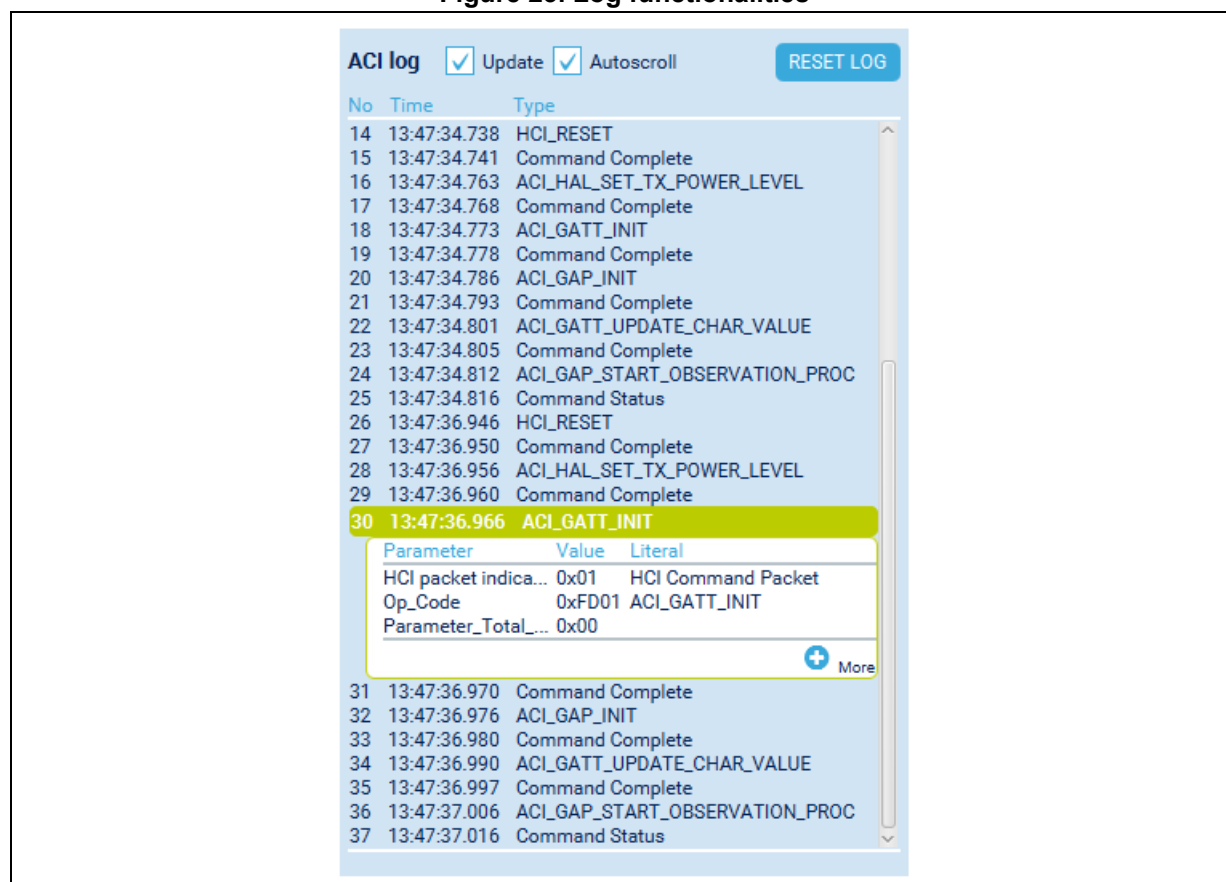 Figure 20. Log functionalities
ACI log Update Autoscroll RESET LOG
No Time Type
14 13:47:34.738 HCI_RESET
15 13:47:34.741 Command Complete
16 13:47:34.763 ACI_HAL_SET_TX_POWER_LEVEL
17 13:47:34.768 Command Complete
18 13:47:34.773 ACI_GATT_INIT
19 13:47:34.778 Command Complete
20 13:47:34.786 ACI_GAP_INIT
21 13:47:34.793 Command Complete
22 13:47:34.801 ACI_GATT_UPDATE_CHAR_VALUE
23 13:47:34.805 Command Complete
24 13:47:34.812 ACI_GAP_START_OBSERVATION_PROC
25 13:47:34.816 Command Status
26 13:47:36.946 HCI_RESET
27 13:47:36.950 Command Complete
28 13:47:36.956 ACI_HAL_SET_TX_POWER_LEVEL
29 13:47:36.960 Command Complete
30 13:47:36.966 ACI_GATT_INIT
Parameter Value Literal
HCI packet indica... 0x01 HCI Command Packet
Op_Code 0xFD01 ACI_GATT_INIT
Parameter_Total_... 0x00
More
31 13:47:36.970 Command Complete
32 13:47:36.976 ACI_GAP_INIT
33 13:47:36.980 Command Complete
34 13:47:36.990 ACI_GATT_UPDATE_CHAR_VALUE
35 13:47:36.997 Command Complete
36 13:47:37.006 ACI_GAP_START_OBSERVATION_PROC
37 13:47:37.016 Command Status